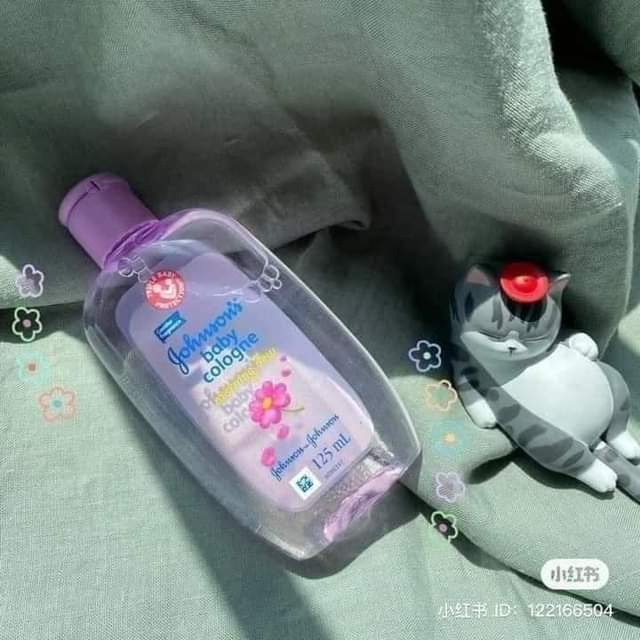 Johnson's
baby
cologne
Johnson & Johnson
125 mL
小红书
小红书 ID: 122166504